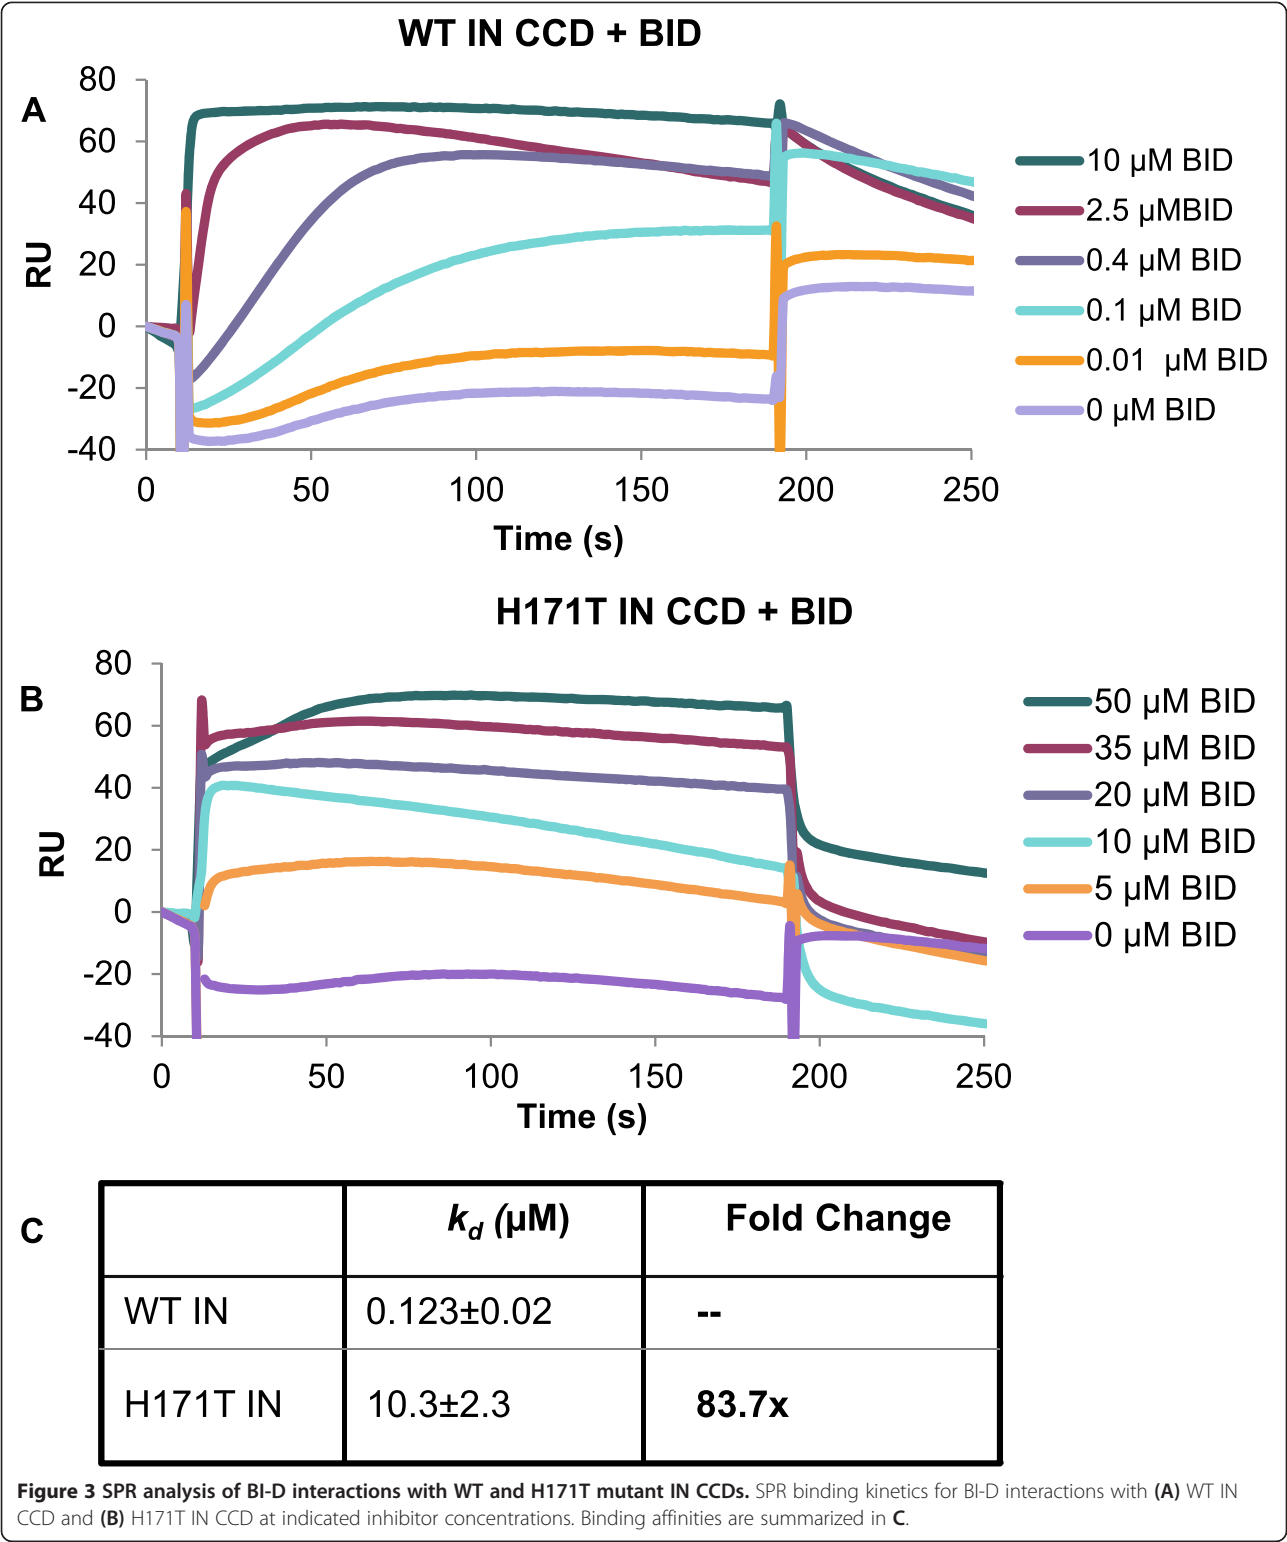 WT IN CCD + BID
A
80
60
40
20
0
-20
-40
RU
0 50 100 150 200 250
Time (s)
10 µM BID
2.5 µMBID
0.4 µM BID
0.1 µM BID
0.01 µM BID
0 µM BID
H171T IN CCD + BID
B
80
60
40
20
0
-20
-40
RU
0 50 100 150 200 250
Time (s)
50 µM BID
35 µM BID
20 µM BID
10 µM BID
5 µM BID
0 µM BID
C
kd (µM) Fold Change
WT IN 0.123±0.02 --
H171T IN 10.3±2.3 83.7x
Figure 3 SPR analysis of BI-D interactions with WT and H171T mutant IN CCDs. SPR binding kinetics for BI-D interactions with (A) WT IN
CCD and (B) H171T IN CCD at indicated inhibitor concentrations. Binding affinities are summarized in C.